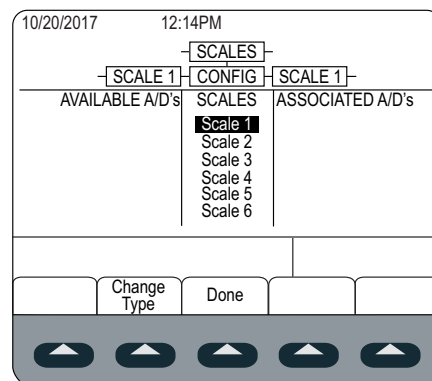 10/20/2017 12:14PM
SCALES
SCALE 1 CONFIG SCALE 1
AVAILABLE A/D's SCALES ASSOCIATED A/D's
Scale 1
Scale 2
Scale 3
Scale 4
Scale 5
Scale 6
Change Type
Done